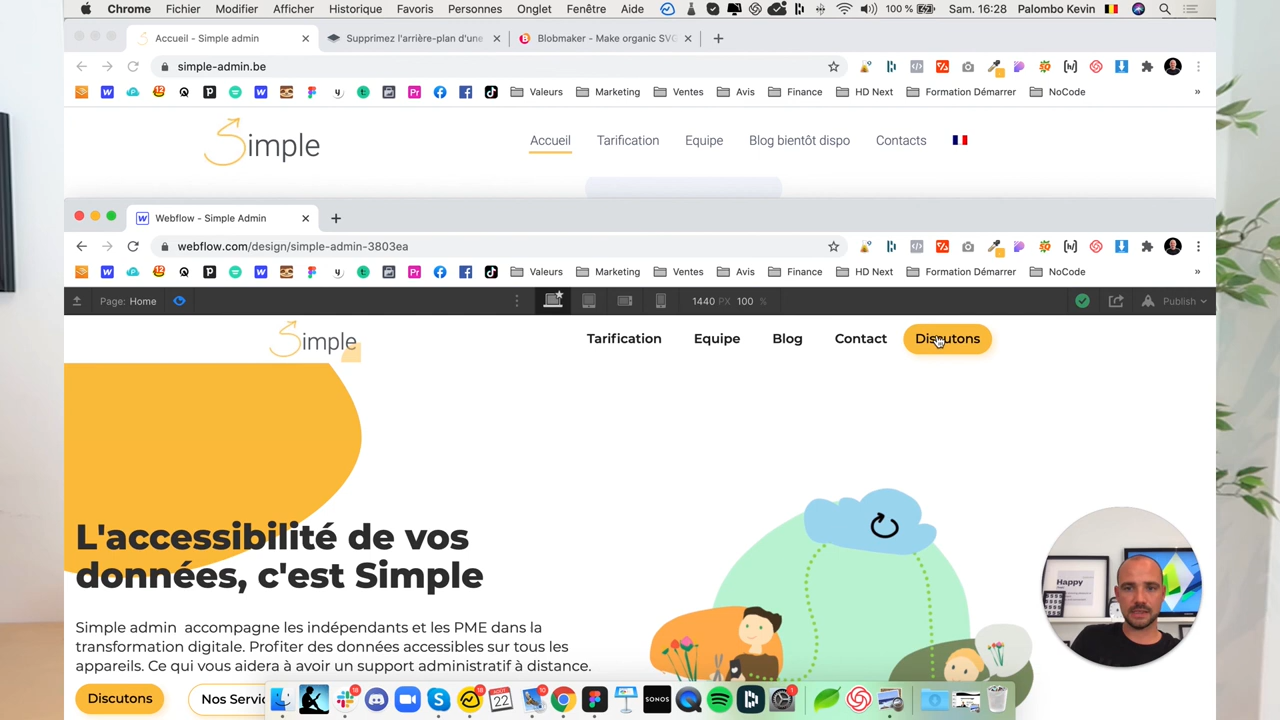 Chrome Fichier Modifier Afficher Historique Favoris Personnes Onglet Fenêtre Aide 100 % Sam. 16:28 Palombo Kevin
Accueil - Simple admin Supprimez l'arrière-plan d'une Blobmaker - Make organic SVG
simple-admin.be
Valeurs Marketing Ventes Avis Finance HD Next Formation Démarrer NoCode »
Simple Accueil Tarification Equipe Blog bientôt dispo Contacts
Webflow - Simple Admin
webflow.com/design/simple-admin-3803ea
Valeurs Marketing Ventes Avis Finance HD Next Formation Démarrer NoCode »
Page: Home 1440 PX 100 % Publish
Simple Tarification Equipe Blog Contact Discutons
L'accessibilité de vos
données, c'est Simple
Simple admin accompagne les indépendants et les PME dans la
transformation digitale. Profiter des données accessibles sur tous les
appareils. Ce qui vous aidera à avoir un support administratif à distance.
Discutons Nos Servic
Happy
SONOS